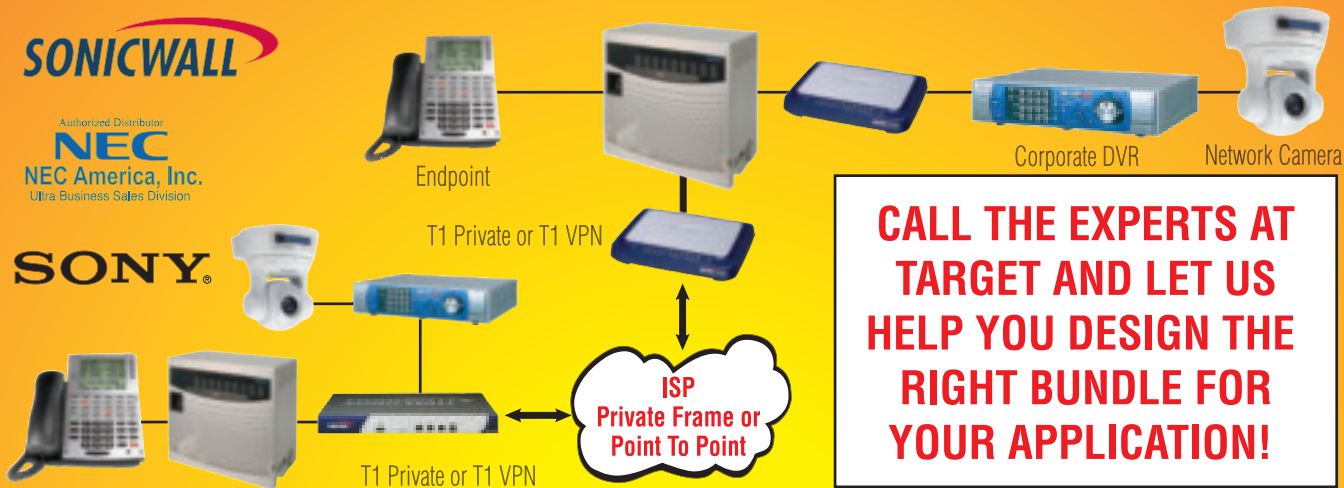 SONICWALL
Authorized Distributor
NEC
NEC America, Inc.
Ultra Business Sales Division
SONY®
Endpoint
Corporate DVR
Network Camera
T1 Private or T1 VPN
ISP
Private Frame or
Point To Point
T1 Private or T1 VPN
CALL THE EXPERTS AT
TARGET AND LET US
HELP YOU DESIGN THE
RIGHT BUNDLE FOR
YOUR APPLICATION!